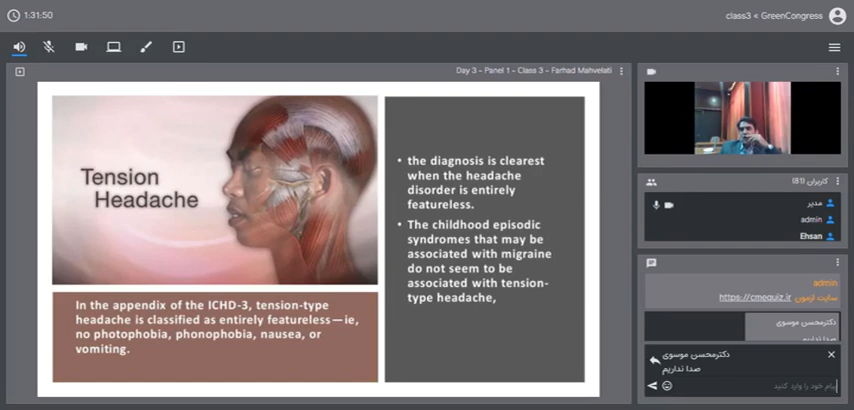 1:31:50
class3 < GreenCongress
Day 3 - Panel 1 - Class 3 - Farhad Mahvelati
Tension
Headache
In the appendix of the ICHD-3, tension-type
headache is classified as entirely featureless—ie,
no photophobia, phonophobia, nausea, or
vomiting.
• the diagnosis is clearest
when the headache
disorder is entirely
featureless.
• The childhood episodic
syndromes that may be
associated with migraine
do not seem to be
associated with tension-
type headache,
کاربران (81)
مدیر
admin
Ehsan
admin
سایت آزمون https://cmequiz.ir
دکترمحسن موسوی
صدا نداریم
دکترمحسن موسوی
صدا نداریم
پیام خود را وارد کنید